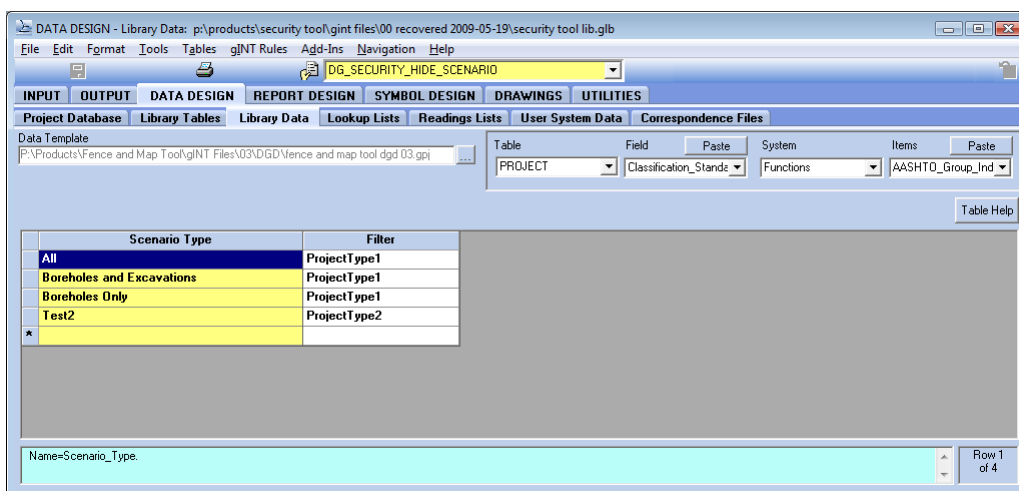 DATA DESIGN - Library Data: p:\products\security tool\gint files\00 recovered 2009-05-19\security tool lib.glb
File Edit Format Tools Tables gINT Rules Add-Ins Navigation Help
DG_SECURITY_HIDE_SCENARIO
INPUT OUTPUT DATA DESIGN REPORT DESIGN SYMBOL DESIGN DRAWINGS UTILITIES
Project Database Library Tables Library Data Lookup Lists Readings Lists User System Data Correspondence Files
Data Template
P:\Products\Fence and Map Tool\gINT Files\03\DGD\fence and map tool dgd 03.gpj ...
Table Field Paste System Items Paste
PROJECT Classification_Standa Functions AASHTO_Group_Ind
Table Help
Scenario Type Filter
All ProjectType1
Boreholes and Excavations ProjectType1
Boreholes Only ProjectType1
Test2 ProjectType2
*
Name=Scenario_Type.
Row 1
of 4